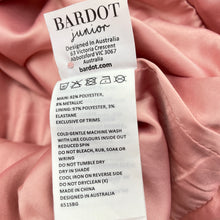 BARDOT
junior
Designed in Australia
63 Victoria Crescent
Abbotsford VIC 3067
Australia
bardot.com
MAIN: 92% POLYESTER,
8% METALLIC
LINING: 97% POLYESTER, 3%
ELASTANE
EXCLUSIVE OF TRIMS
COLD GENTLE MACHINE WASH
WITH LIKE COLOURS INSIDE OUT
REDUCED SPIN
DO NOT BLEACH, RUB, SOAK OR
WRING
DO NOT TUMBLE DRY
DRY IN SHADE
COOL IRON ON REVERSE SIDE
DO NOT DRYCLEAN (X)
MADE IN CHINA
DESIGNED IN AUSTRALIA